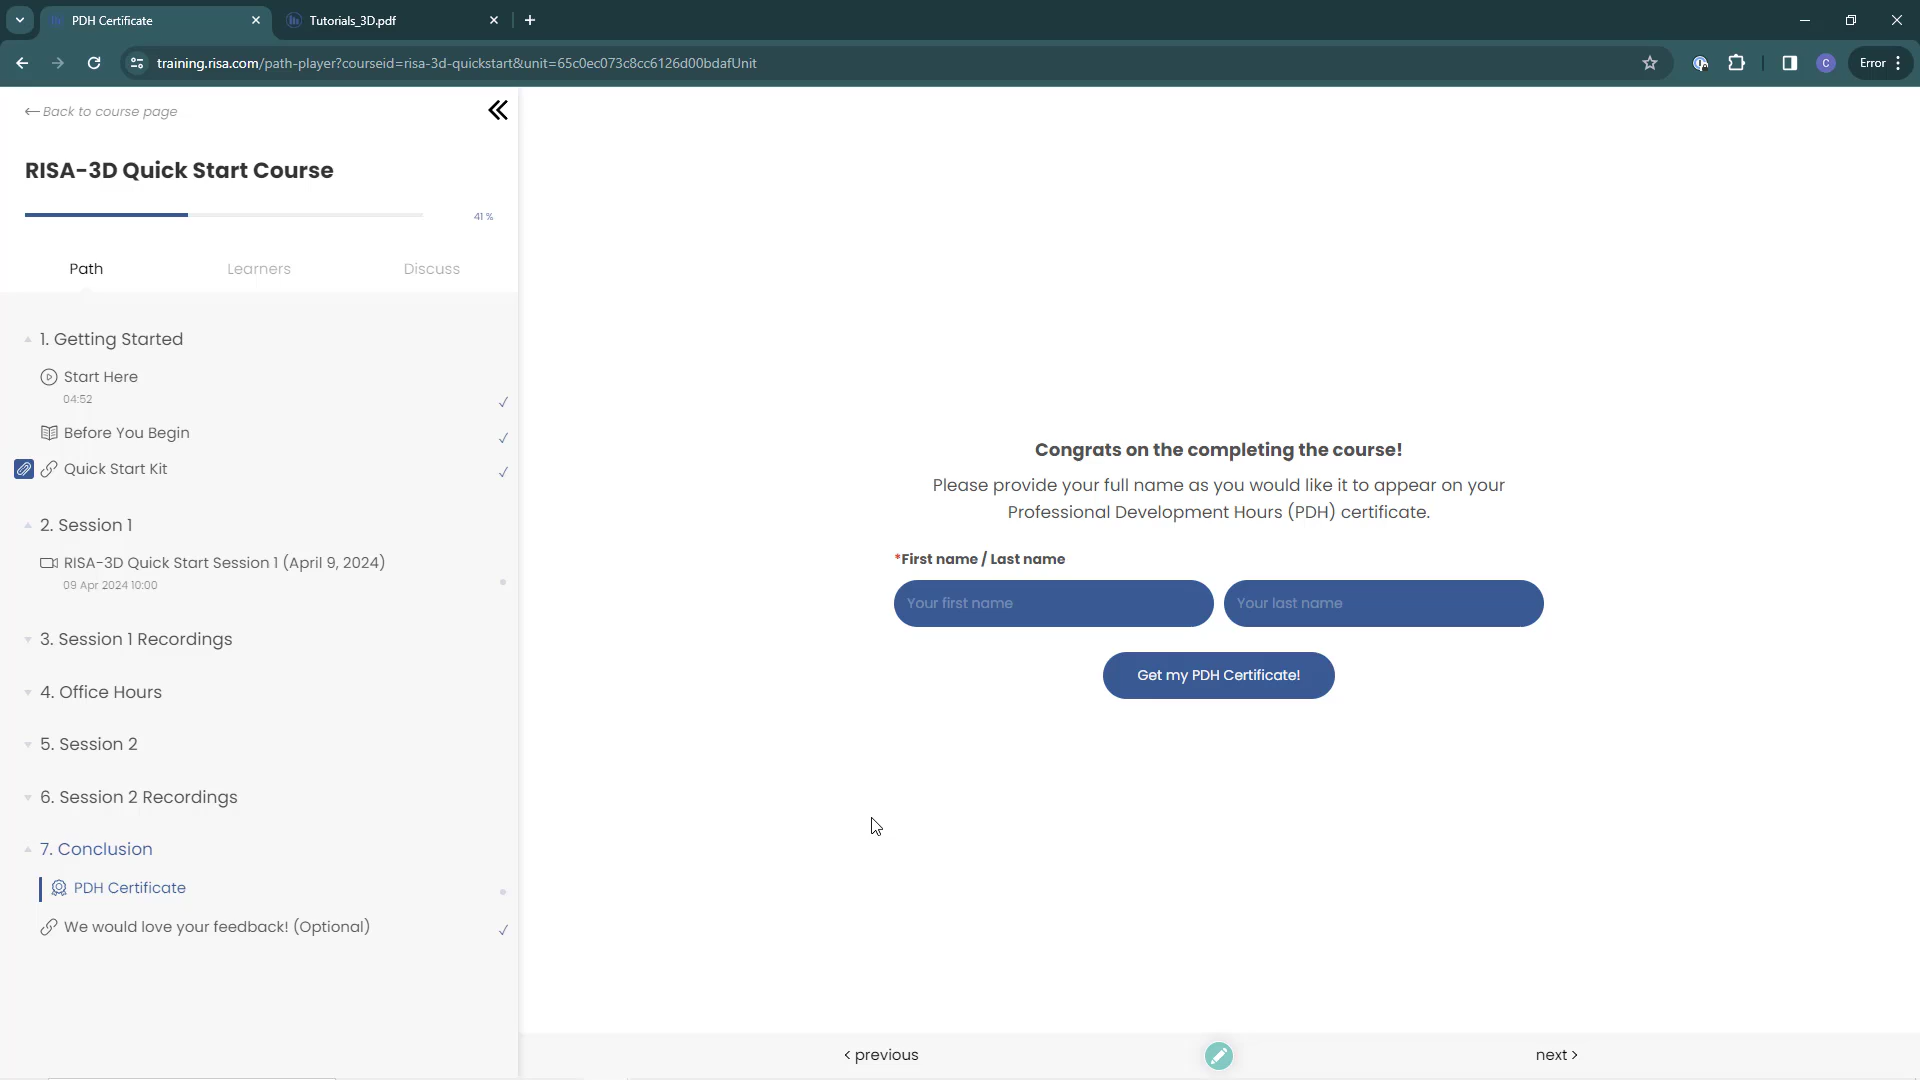 PDH Certificate
Tutorials_3D.pdf
training.risa.com/path-player?courseid=risa-3d-quickstart&unit=65c0ec073c8cc6126d00bdafUnit
C
Error
Back to course page
RISA-3D Quick Start Course
41 %
Path
Learners
Discuss
1. Getting Started
Start Here
04:52
Before You Begin
Quick Start Kit
2. Session 1
RISA-3D Quick Start Session 1 (April 9, 2024)
09 Apr 2024 10:00
3. Session 1 Recordings
4. Office Hours
5. Session 2
6. Session 2 Recordings
7. Conclusion
PDH Certificate
We would love your feedback! (Optional)
Congrats on the completing the course!
Please provide your full name as you would like it to appear on your
Professional Development Hours (PDH) certificate.
*First name / Last name
Your first name
Your last name
Get my PDH Certificate!
< previous
next >